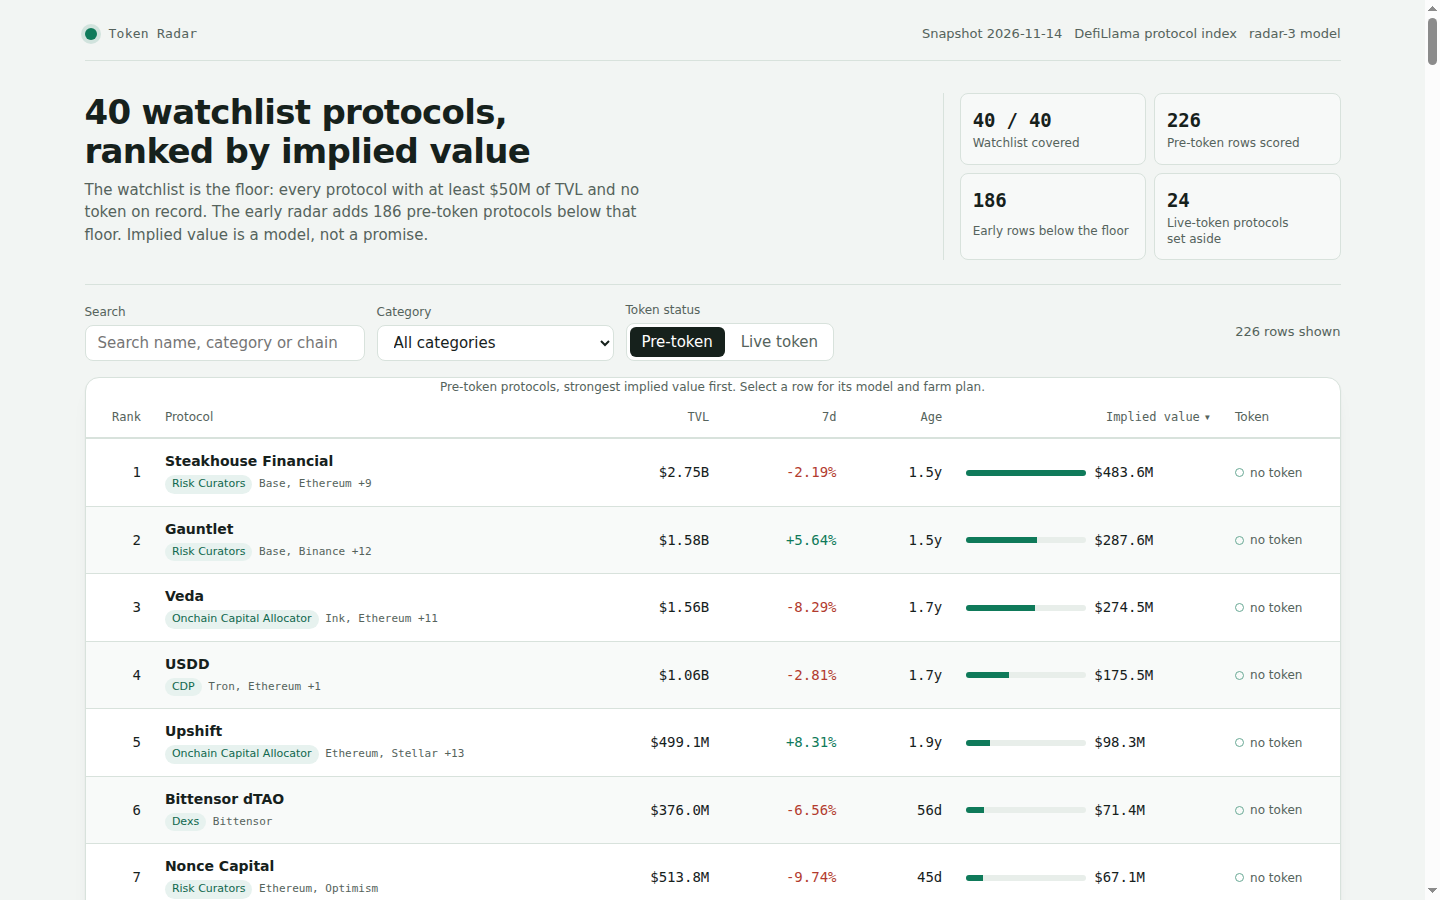 Token Radar
Snapshot 2026-11-14 DefiLlama protocol index radar-3 model
40 watchlist protocols,
ranked by implied value
The watchlist is the floor: every protocol with at least $50M of TVL and no
token on record. The early radar adds 186 pre-token protocols below that
floor. Implied value is a model, not a promise.
40 / 40
Watchlist covered
226
Pre-token rows scored
186
Early rows below the floor
24
Live-token protocols
set aside
Search
Search name, category or chain
Category
All categories
Token status
Pre-token Live token
226 rows shown
Pre-token protocols, strongest implied value first. Select a row for its model and farm plan.
Rank Protocol TVL 7d Age Implied value ▾ Token
1 Steakhouse Financial $2.75B -2.19% 1.5y $483.6M no token
Risk Curators Base, Ethereum +9
2 Gauntlet $1.58B +5.64% 1.5y $287.6M no token
Risk Curators Base, Binance +12
3 Veda $1.56B -8.29% 1.7y $274.5M no token
Onchain Capital Allocator Ink, Ethereum +11
4 USDD $1.06B -2.81% 1.7y $175.5M no token
CDP Tron, Ethereum +1
5 Upshift $499.1M +8.31% 1.9y $98.3M no token
Onchain Capital Allocator Ethereum, Stellar +13
6 Bittensor dTAO $376.0M -6.56% 56d $71.4M no token
Dexs Bittensor
7 Nonce Capital $513.8M -9.74% 45d $67.1M no token
Risk Curators Ethereum, Optimism